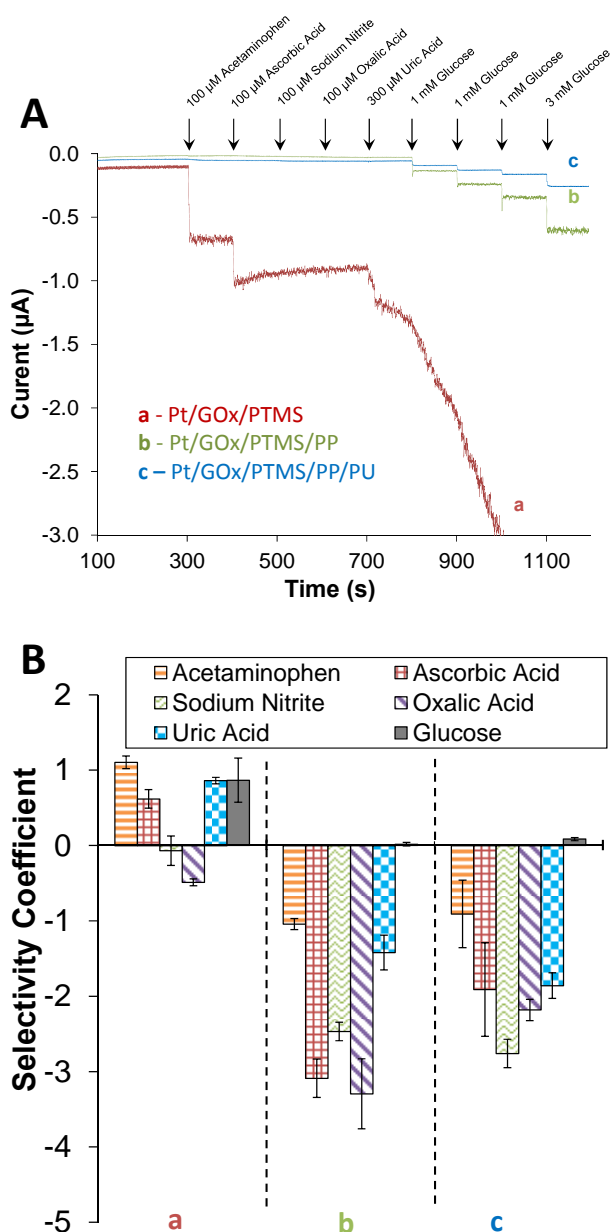 100 µM Acetaminophen
100 µM Ascorbic Acid
100 µM Sodium Nitrite
100 µM Oxalic Acid
300 µM Uric Acid
1 mM Glucose
1 mM Glucose
1 mM Glucose
3 mM Glucose
A
0.0
-0.5
-1.0
-1.5
-2.0
-2.5
-3.0
Curent (µA)
c
b
a - Pt/GOx/PTMS
b - Pt/GOx/PTMS/PP
c – Pt/GOx/PTMS/PP/PU
a
100 300 500 700 900 1100
Time (s)
B
Acetaminophen Ascorbic Acid
Sodium Nitrite Oxalic Acid
Uric Acid Glucose
2
1
0
-1
-2
-3
-4
-5
Selectivity Coefficient
a b c